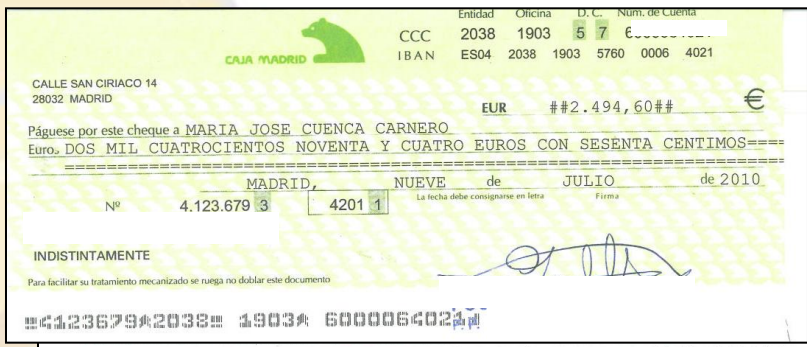 Entidad Oficina D. C. Núm. de Cuenta
CCC 2038 1903 5 7
CAJA MADRID
IBAN ES04 2038 1903 5760 0006 4021
CALLE SAN CIRIACO 14
28032 MADRID
EUR ##2.494,60## €
Páguese por este cheque a MARIA JOSE CUENCA CARNERO
Euros DOS MIL CUATROCIENTOS NOVENTA Y CUATRO EUROS CON SESENTA CENTIMOS====
MADRID, NUEVE de JULIO de 2010
La fecha debe consignarse en letra Firma
Nº 4.123.679 3 4201 1
INDISTINTAMENTE
Para facilitar su tratamiento mecanizado se ruega no doblar este documento
4123679 2038 1903 6000064021